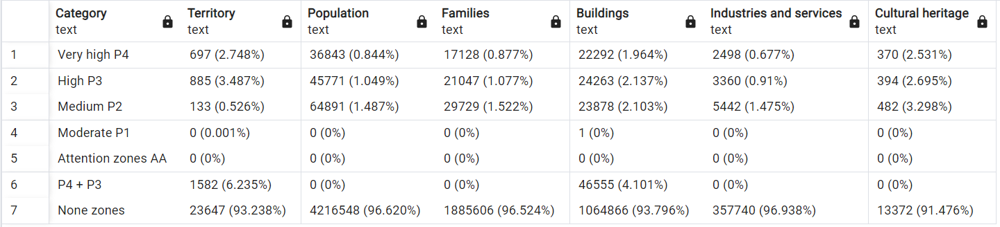 Category Territory Population Families Buildings Industries and services Cultural heritage
text text text text text text text
1 Very high P4 697 (2.748%) 36843 (0.844%) 17128 (0.877%) 22292 (1.964%) 2498 (0.677%) 370 (2.531%)
2 High P3 885 (3.487%) 45771 (1.049%) 21047 (1.077%) 24263 (2.137%) 3360 (0.91%) 394 (2.695%)
3 Medium P2 133 (0.526%) 64891 (1.487%) 29729 (1.522%) 23878 (2.103%) 5442 (1.475%) 482 (3.298%)
4 Moderate P1 0 (0.001%) 0 (0%) 0 (0%) 1 (0%) 0 (0%) 0 (0%)
5 Attention zones AA 0 (0%) 0 (0%) 0 (0%) 0 (0%) 0 (0%) 0 (0%)
6 P4 + P3 1582 (6.235%) 0 (0%) 0 (0%) 46555 (4.101%) 0 (0%) 0 (0%)
7 None zones 23647 (93.238%) 4216548 (96.620%) 1885606 (96.524%) 1064866 (93.796%) 357740 (96.938%) 13372 (91.476%)